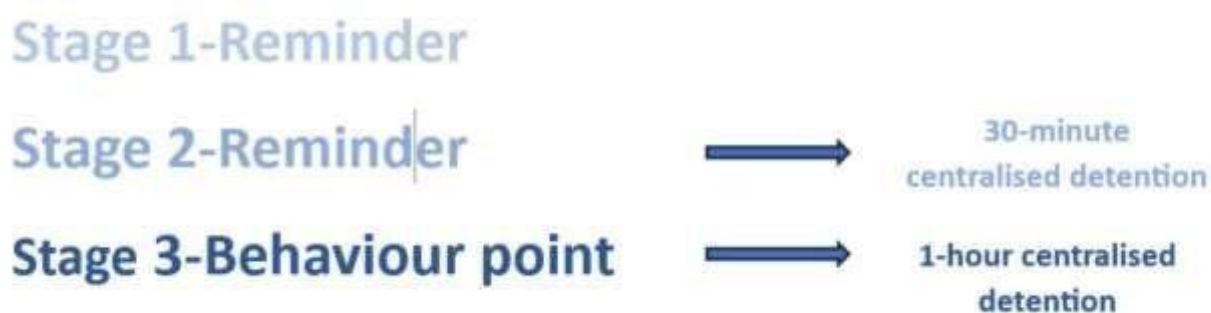 Stage 1-Reminder
Stage 2-Reminder
30-minute
centralised detention
Stage 3-Behaviour point
1-hour centralised
detention